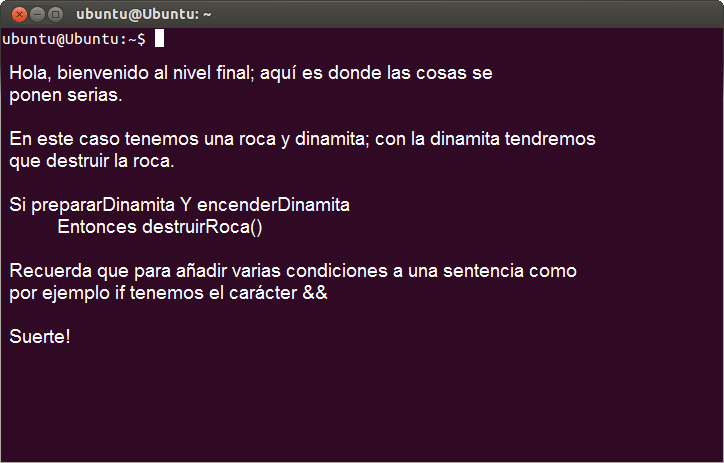 ubuntu@Ubuntu: ~
ubuntu@Ubuntu:~$
Hola, bienvenido al nivel final; aquí es donde las cosas se
ponen serias.
En este caso tenemos una roca y dinamita; con la dinamita tendremos
que destruir la roca.
Si prepararDinamita Y encenderDinamita
Entonces destruirRoca()
Recuerda que para añadir varias condiciones a una sentencia como
por ejemplo if tenemos el carácter &&
Suerte!